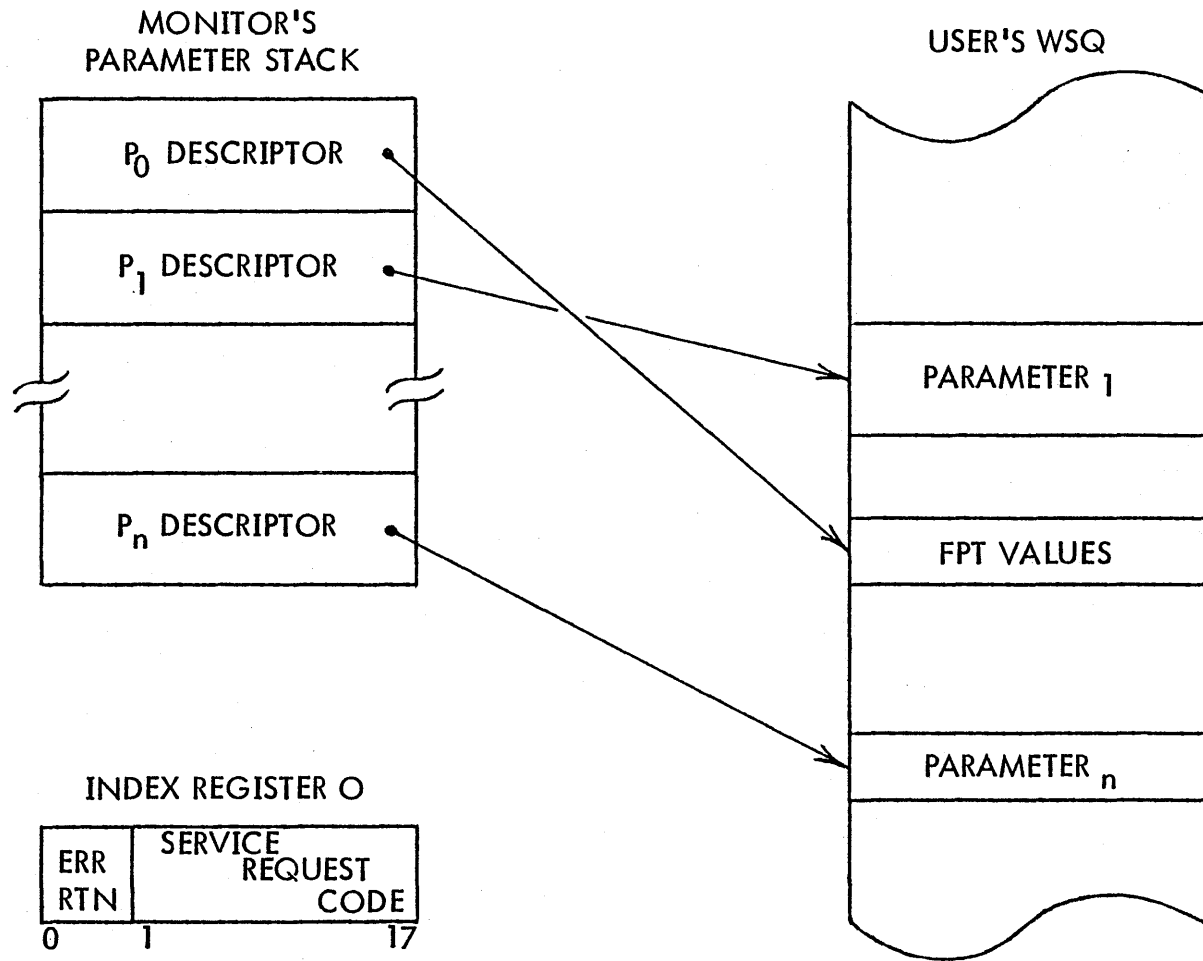 MONITOR'S
PARAMETER STACK
P0 DESCRIPTOR
P1 DESCRIPTOR
Pn DESCRIPTOR
INDEX REGISTER O
ERR
RTN
SERVICE
REQUEST
CODE
0 1 17
USER'S WSQ
PARAMETER 1
FPT VALUES
PARAMETER n